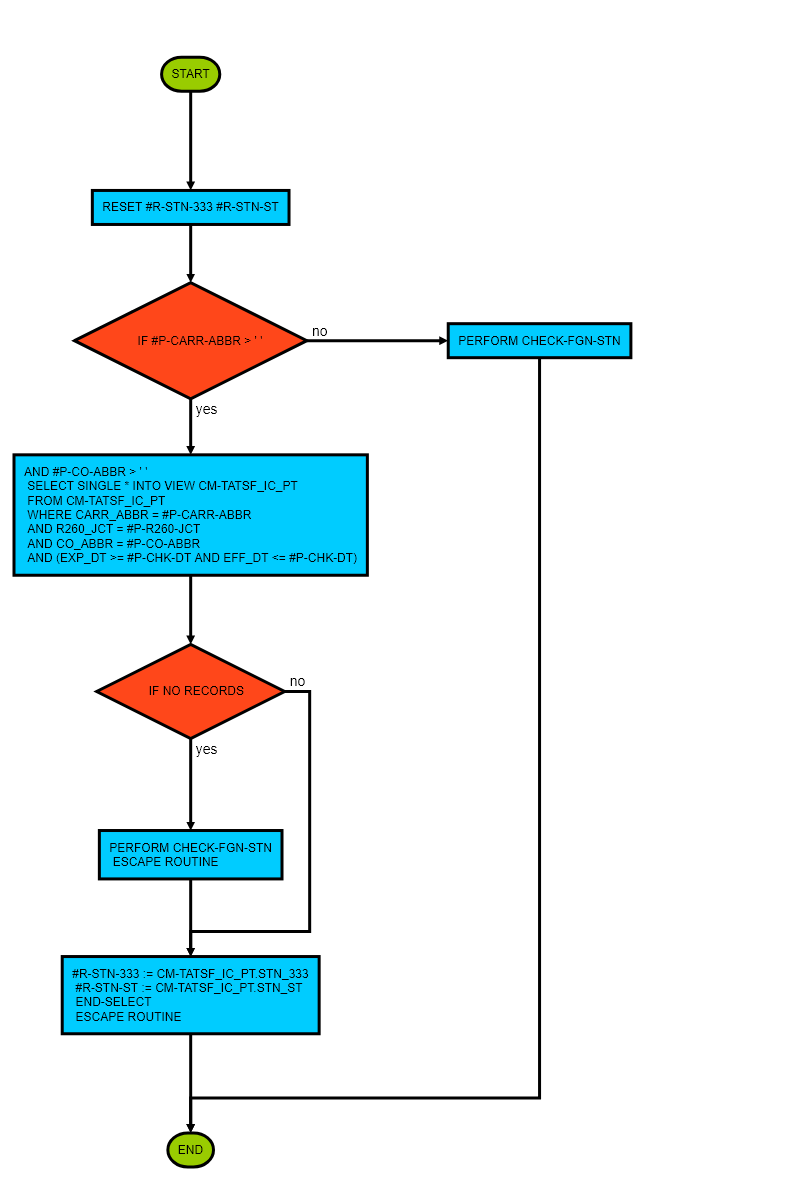 START
RESET #R-STN-333 #R-STN-ST
IF #P-CARR-ABBR > ' '
no
PERFORM CHECK-FGN-STN
yes
AND #P-CO-ABBR > ' '
SELECT SINGLE * INTO VIEW CM-TATSF_IC_PT
FROM CM-TATSF_IC_PT
WHERE CARR_ABBR = #P-CARR-ABBR
AND R260_JCT = #P-R260-JCT
AND CO_ABBR = #P-CO-ABBR
AND (EXP_DT >= #P-CHK-DT AND EFF_DT <= #P-CHK-DT)
IF NO RECORDS
no
yes
PERFORM CHECK-FGN-STN
ESCAPE ROUTINE
#R-STN-333 := CM-TATSF_IC_PT.STN_333
#R-STN-ST := CM-TATSF_IC_PT.STN_ST
END-SELECT
ESCAPE ROUTINE
END